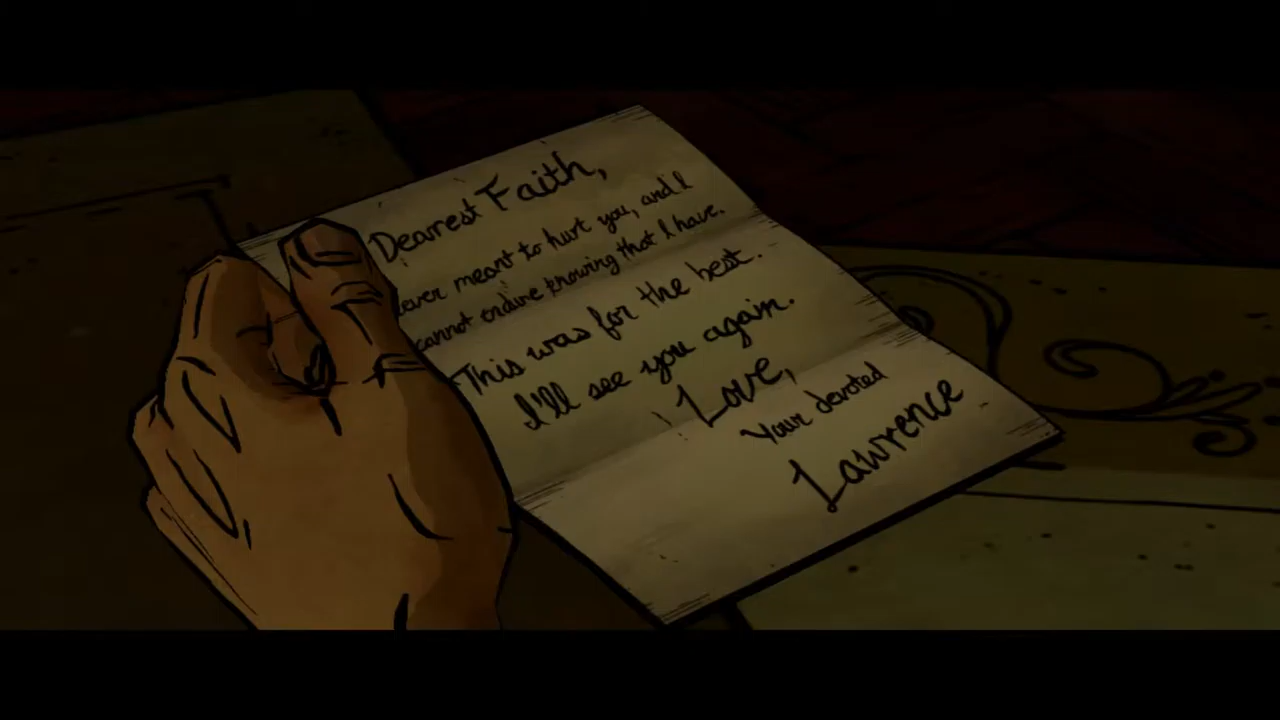 Dearest Faith,
never meant to hurt you, and I
cannot endure knowing that I have.
This was for the best.
I'll see you again.
Love,
Your devoted
Lawrence